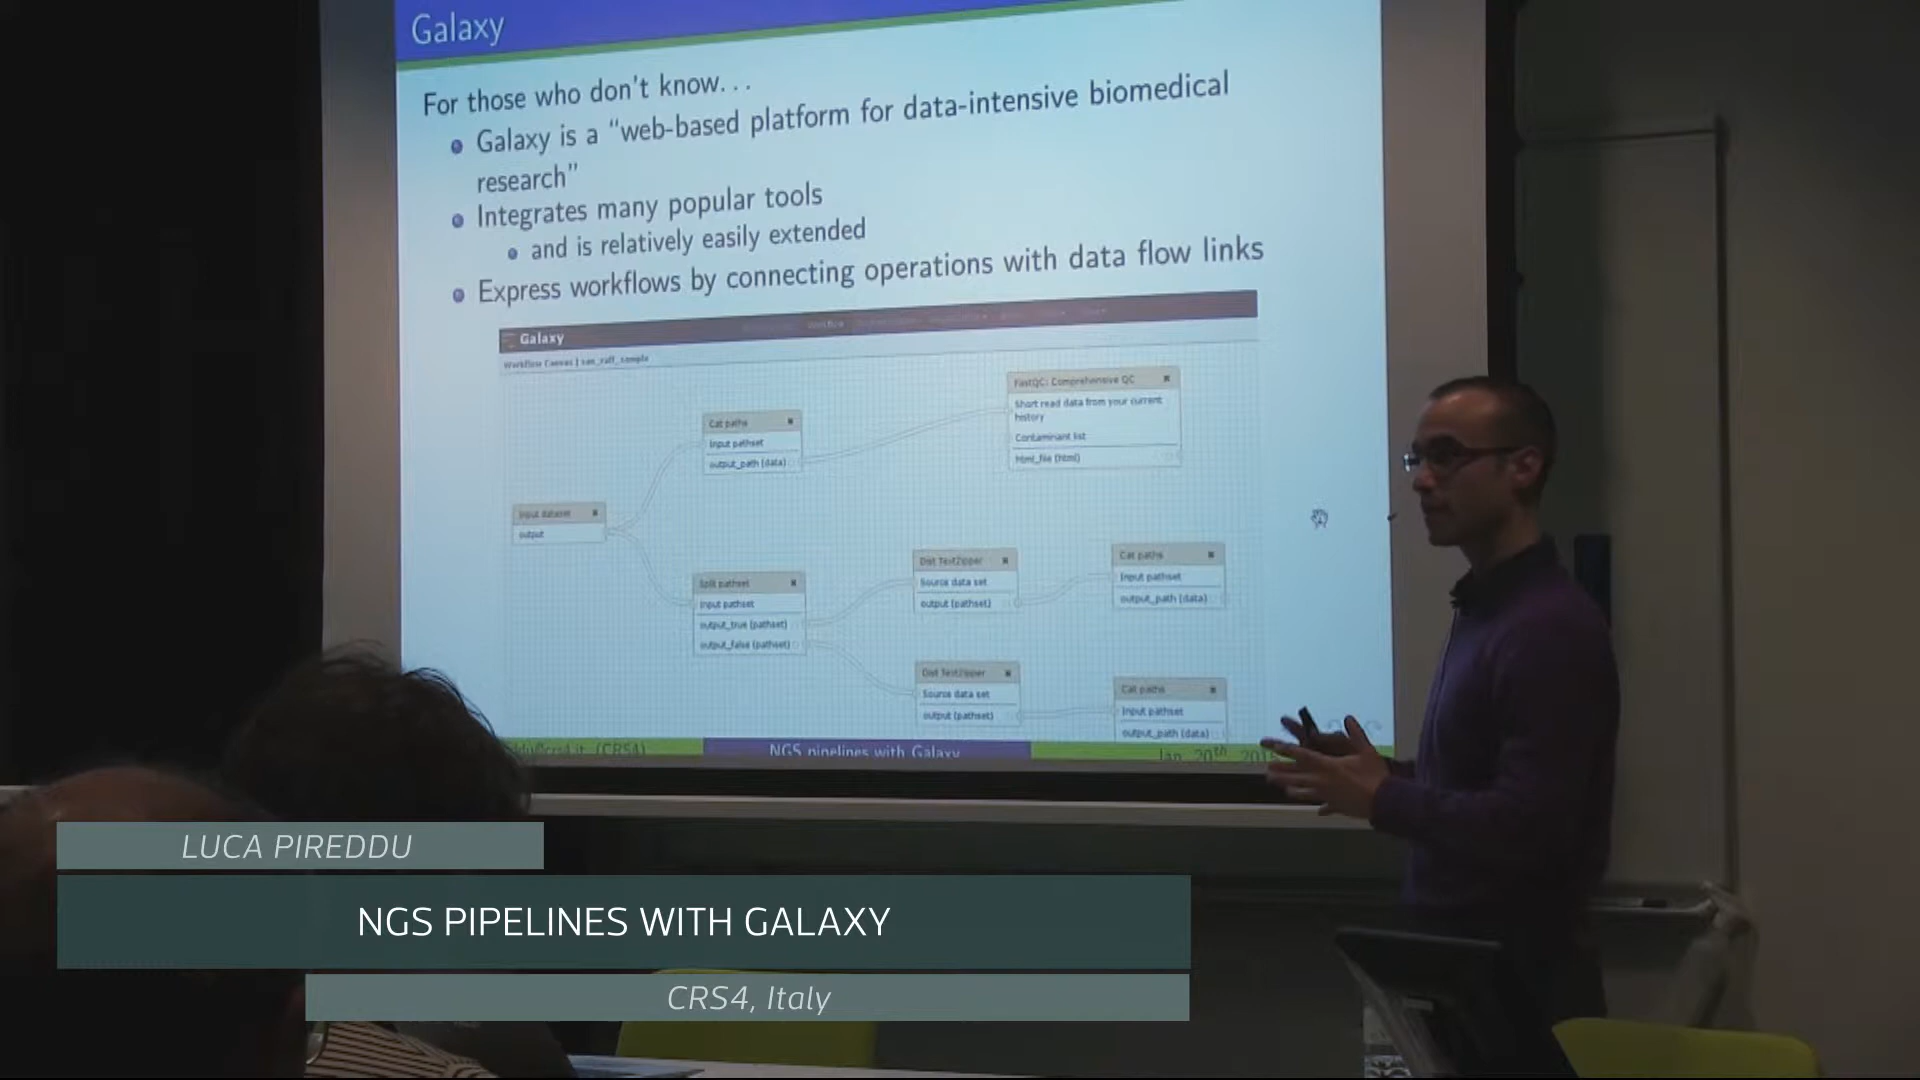 Galaxy
For those who don't know...
Galaxy is a "web-based platform for data-intensive biomedical
research"
Integrates many popular tools
and is relatively easily extended
Express workflows by connecting operations with data flow links
Galaxy
Workflow Canvas |
FastQC: Comprehensive QC
Short read data from your current
history
Contaminant list
html_file (html)
Cat paths
Input pathset
output_path (data)
Input dataset
output
Split pathset
Input pathset
output_true (pathset)
output_false (pathset)
Dist TextZipper
Source data set
output (pathset)
Cat paths
Input pathset
output_path (data)
Dist TextZipper
Source data set
output (pathset)
Cat paths
Input pathset
output_path (data)
(CRS4)
NGS pipelines with Galaxy
Jan. 20th
LUCA PIREDDU
NGS PIPELINES WITH GALAXY
CRS4, Italy